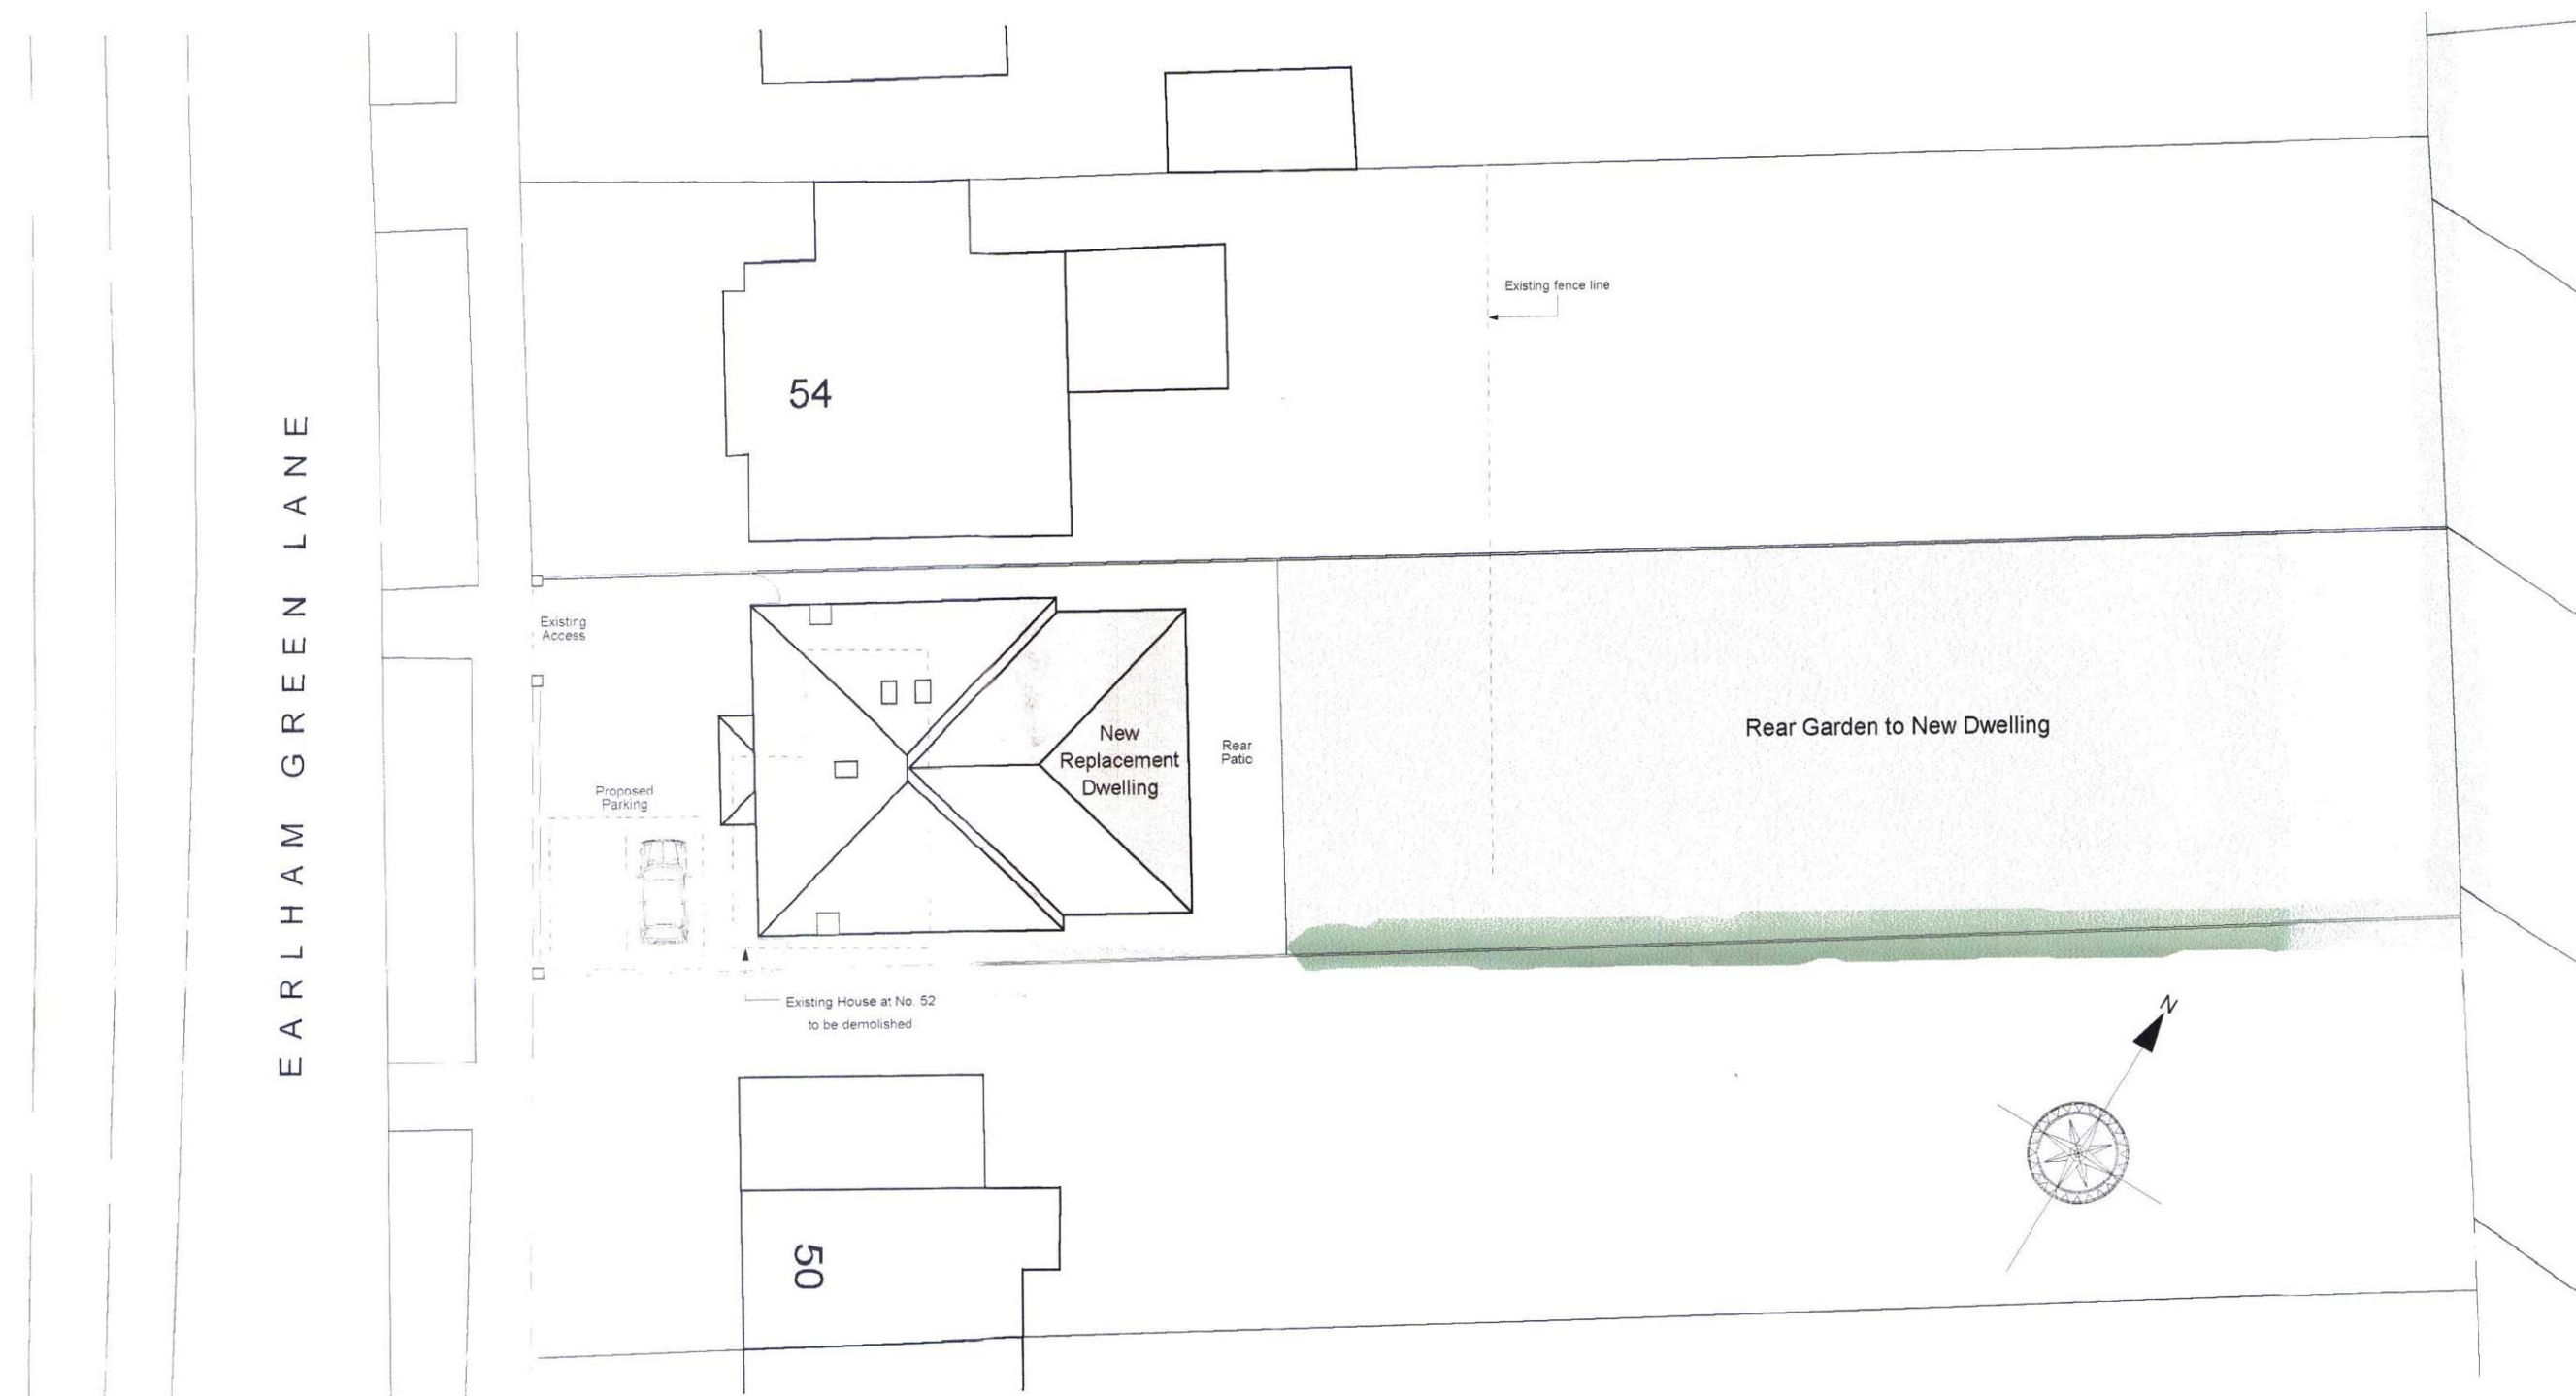 EARLHAM GREEN LANE
54
Existing fence line
Existing
Access
New
Replacement
Dwelling
Rear
Patio
Rear Garden to New Dwelling
Proposed
Parking
Existing House at No. 52
to be demolished
N
50